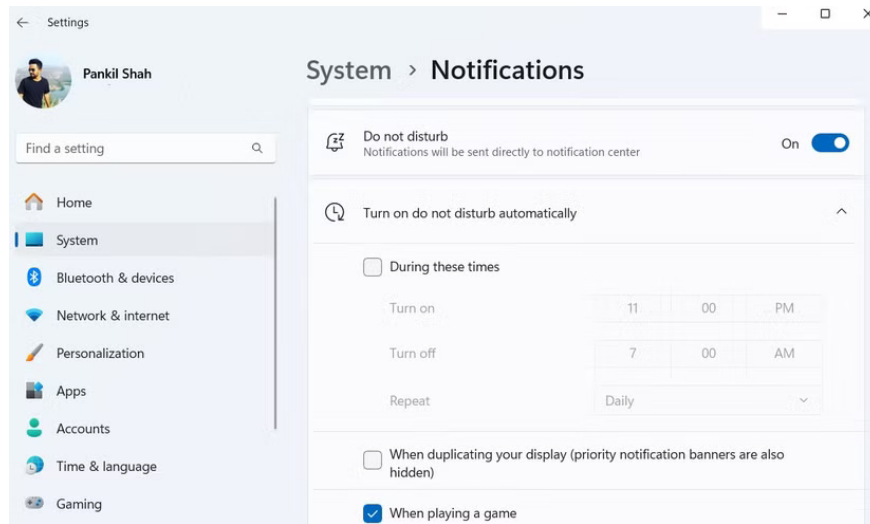 Settings
Pankil Shah
Find a setting
Home
System
Bluetooth & devices
Network & internet
Personalization
Apps
Accounts
Time & language
Gaming
System > Notifications
Do not disturb
Notifications will be sent directly to notification center
On
Turn on do not disturb automatically
During these times
Turn on 11 00 PM
Turn off 7 00 AM
Repeat Daily
When duplicating your display (priority notification banners are also
hidden)
When playing a game